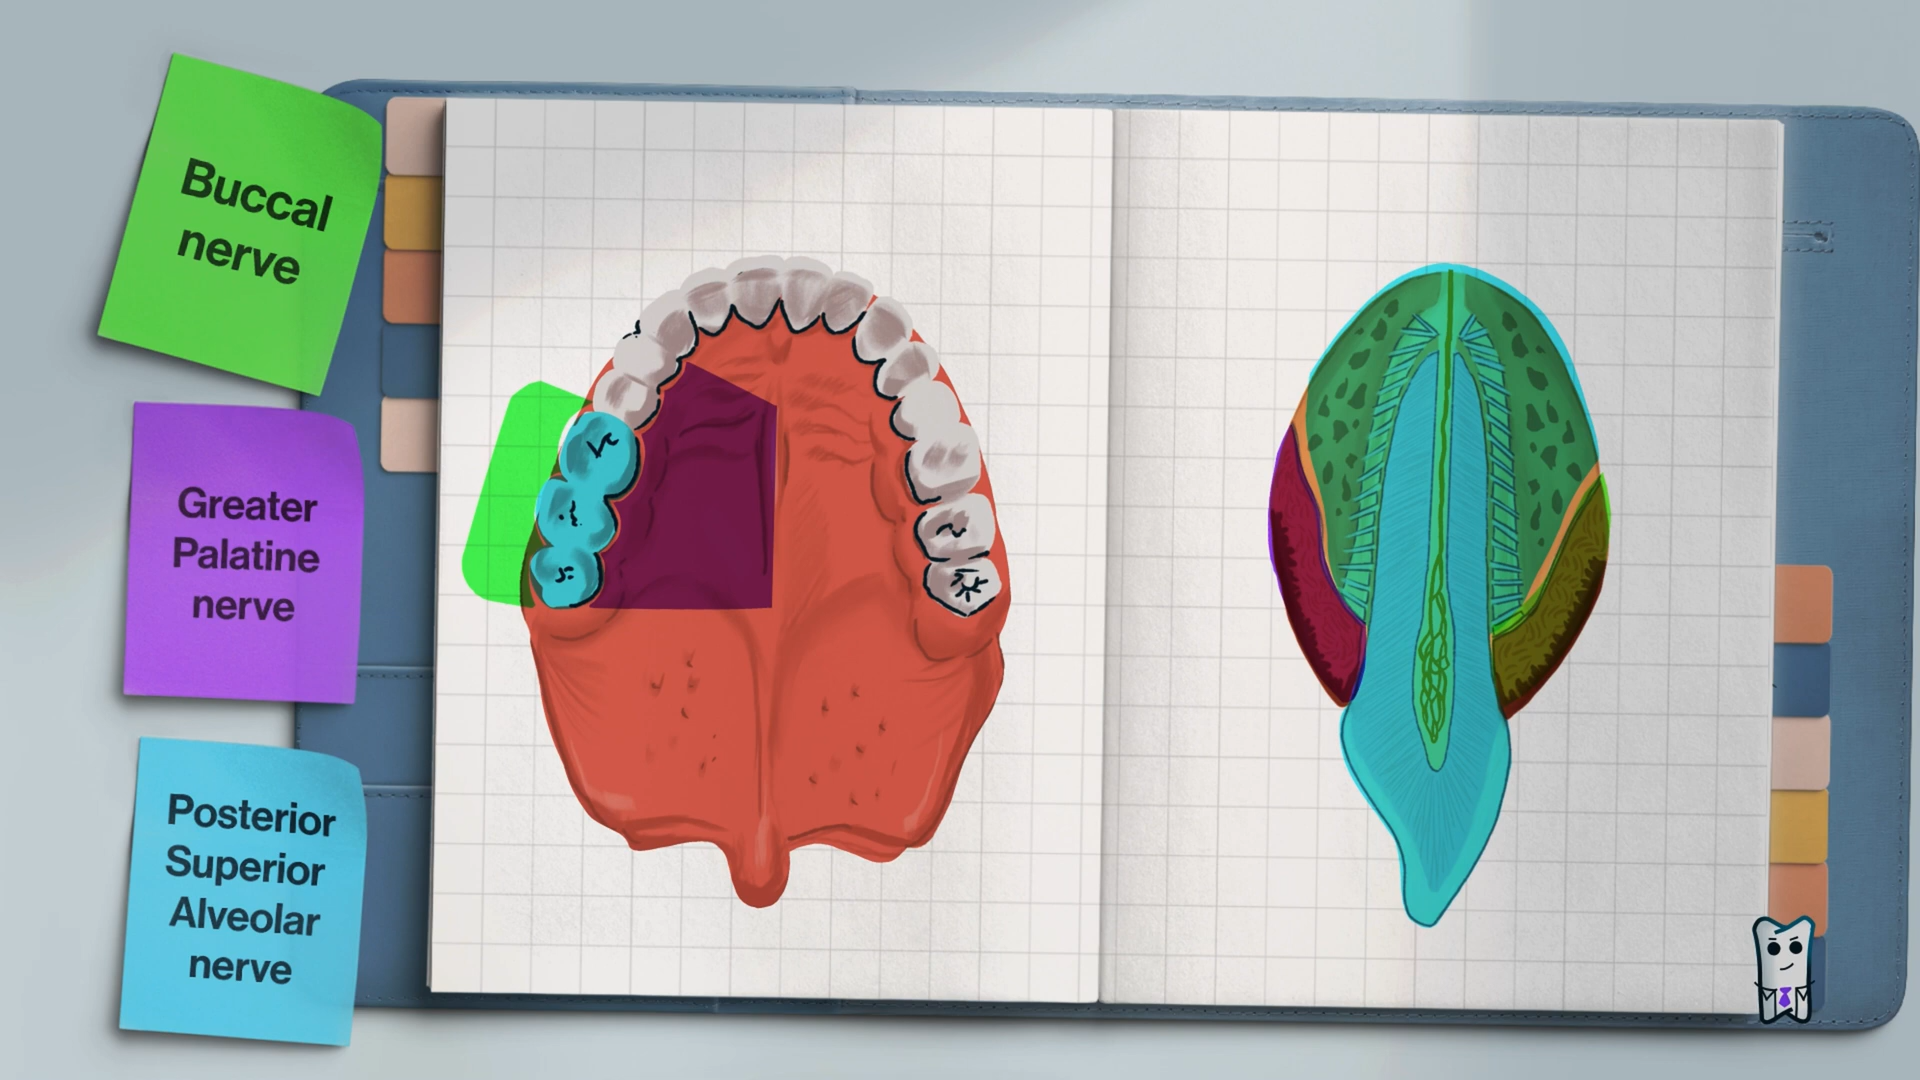 Buccal
nerve
Greater
Palatine
nerve
Posterior
Superior
Alveolar
nerve